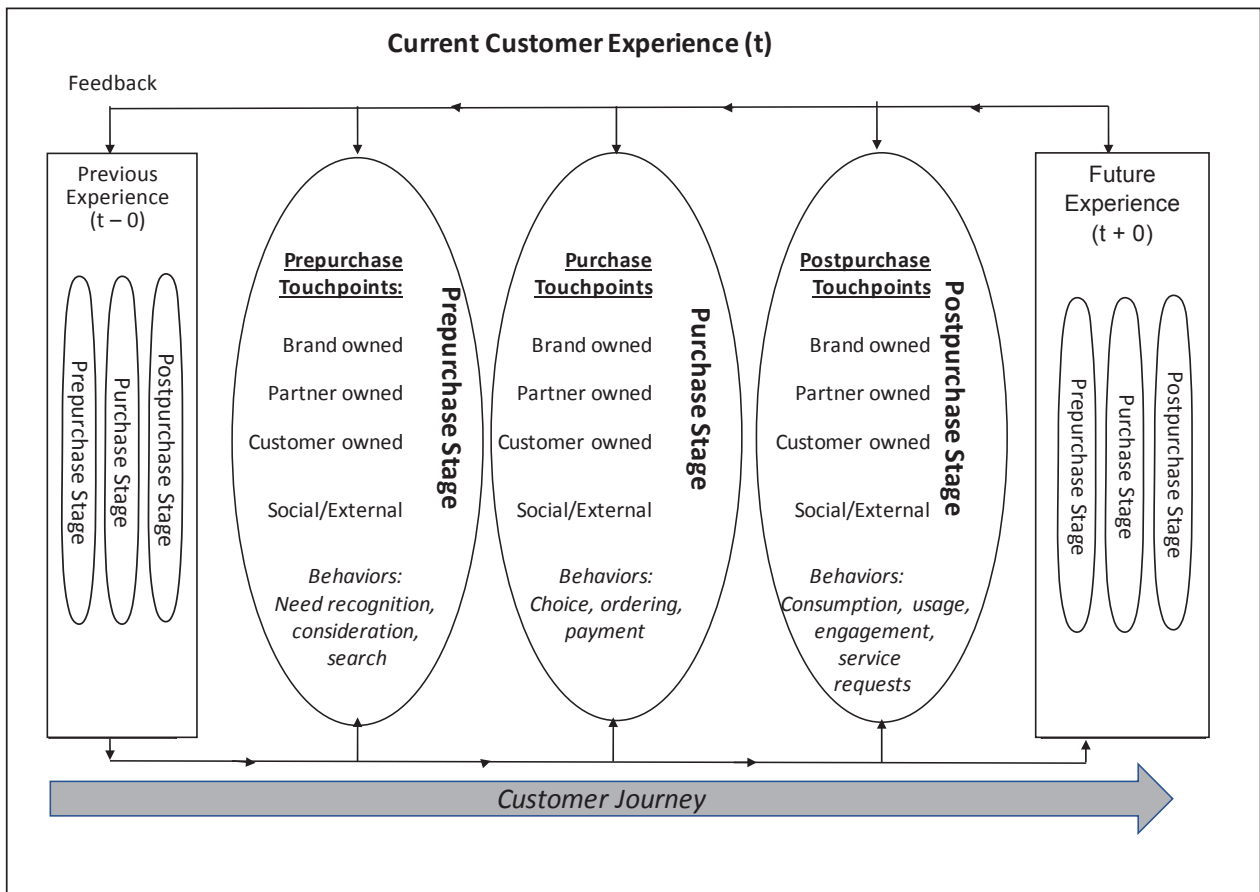 Current Customer Experience (t)
Feedback
Previous
Experience
(t – 0)
Prepurchase Stage
Purchase Stage
Postpurchase Stage
Prepurchase
Touchpoints:
Brand owned
Partner owned
Customer owned
Social/External
Behaviors:
Need recognition,
consideration,
search
Prepurchase Stage
Purchase
Touchpoints
Brand owned
Partner owned
Customer owned
Social/External
Behaviors:
Choice, ordering,
payment
Purchase Stage
Postpurchase
Touchpoints
Brand owned
Partner owned
Customer owned
Social/External
Behaviors:
Consumption, usage,
engagement,
service
requests
Postpurchase Stage
Future
Experience
(t + 0)
Prepurchase Stage
Purchase Stage
Postpurchase Stage
Customer Journey